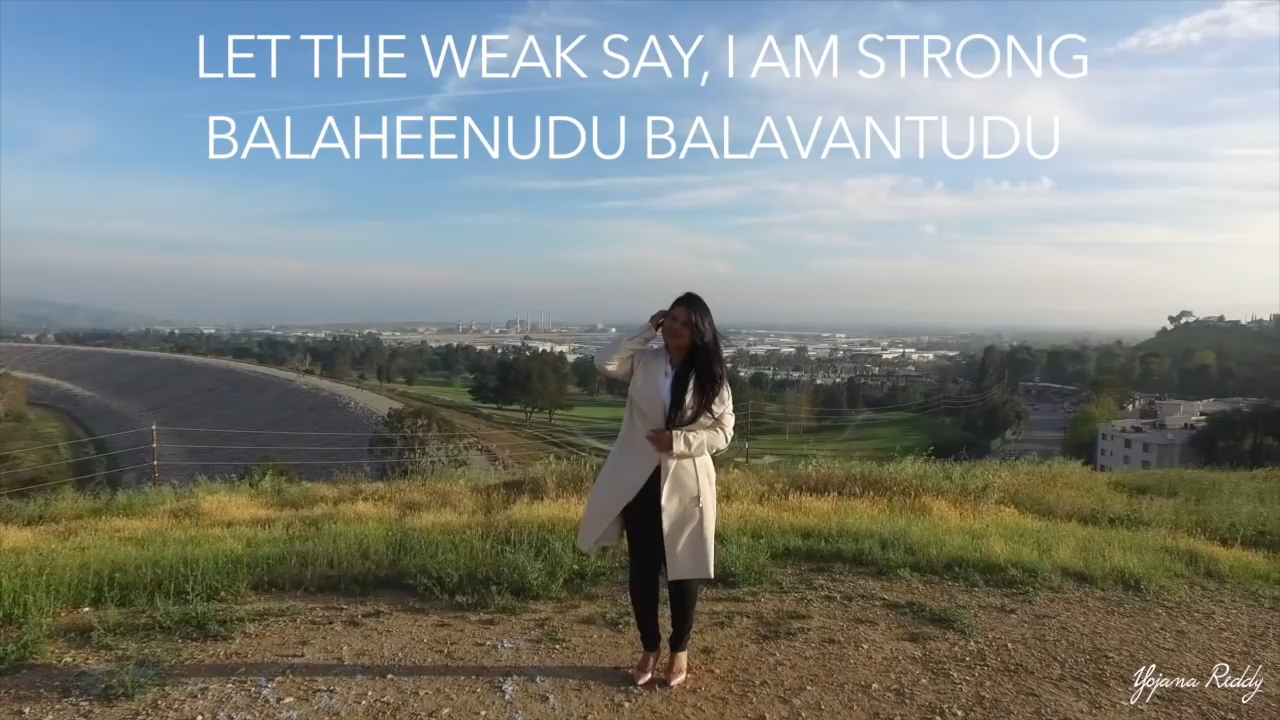 LET THE WEAK SAY, I AM STRONG
BALAHEENUDU BALAVANTUDU
Yojana Reddy